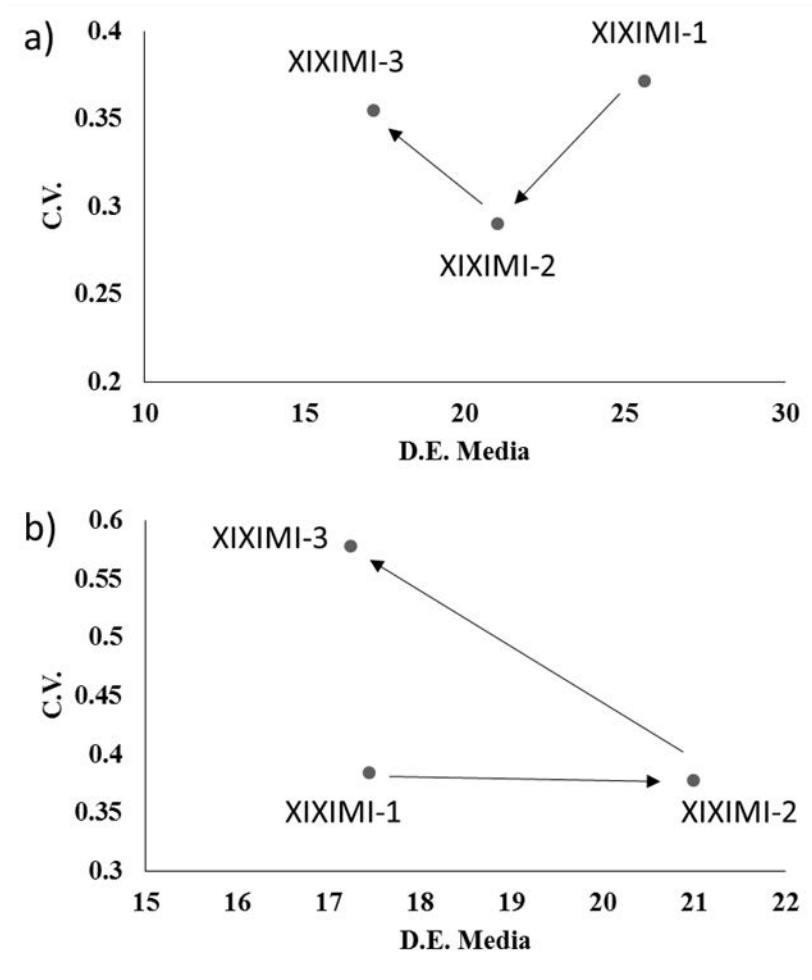 a)
0.4
0.35
0.3
0.25
0.2
C.V.
XIXIMI-3
XIXIMI-1
XIXIMI-2
10 15 20 25 30
D.E. Media
b)
0.6
0.55
0.5
0.45
0.4
0.35
0.3
C.V.
XIXIMI-3
XIXIMI-1
XIXIMI-2
15 16 17 18 19 20 21 22
D.E. Media